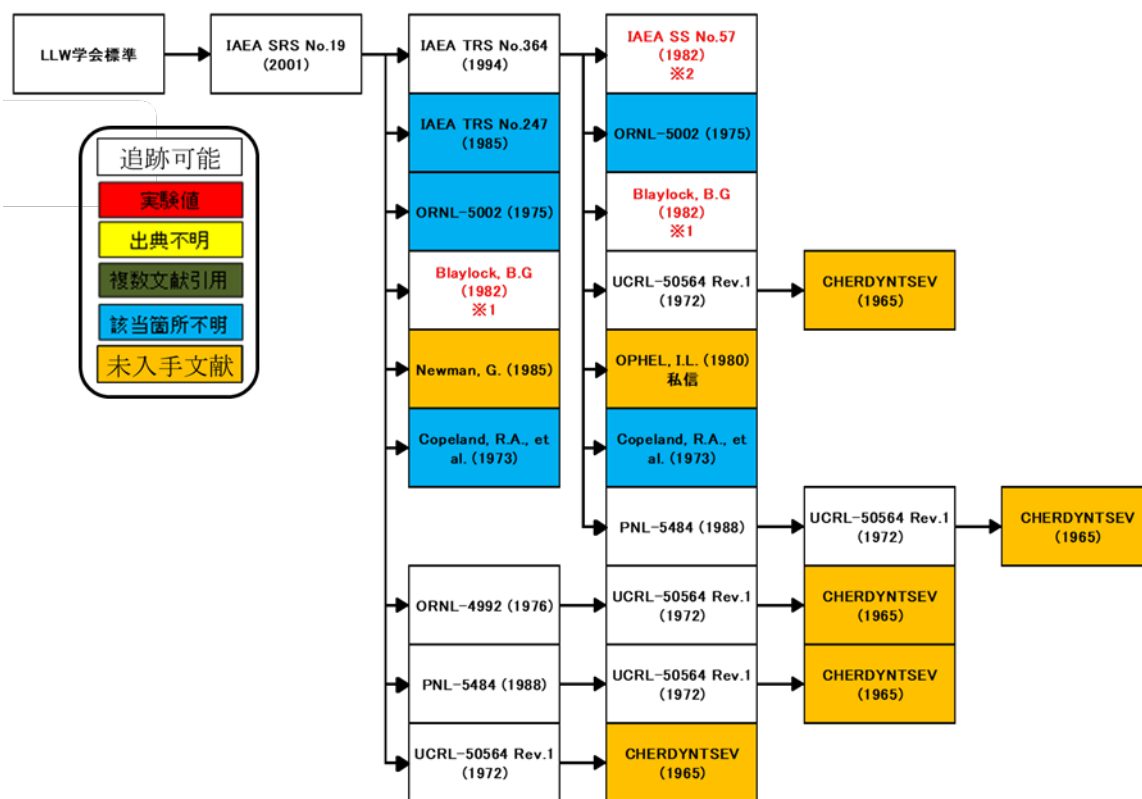 LLW学会標準
IAEA SRS No.19
(2001)
IAEA TRS No.364
(1994)
IAEA SS No.57
(1982)
※2
IAEA TRS No.247
(1985)
ORNL-5002 (1975)
追跡可能
実験値
出典不明
複数文献引用
該当箇所不明
未入手文献
ORNL-5002 (1975)
Blaylock, B.G
(1982)
※1
Blaylock, B.G
(1982)
※1
UCRL-50564 Rev.1
(1972)
CHERDYNTSEV
(1965)
Newman, G. (1985)
OPHEL, I.L. (1980)
私信
Copeland, R.A., et
al. (1973)
Copeland, R.A., et
al. (1973)
PNL-5484 (1988)
UCRL-50564 Rev.1
(1972)
CHERDYNTSEV
(1965)
ORNL-4992 (1976)
UCRL-50564 Rev.1
(1972)
CHERDYNTSEV
(1965)
PNL-5484 (1988)
UCRL-50564 Rev.1
(1972)
CHERDYNTSEV
(1965)
UCRL-50564 Rev.1
(1972)
CHERDYNTSEV
(1965)